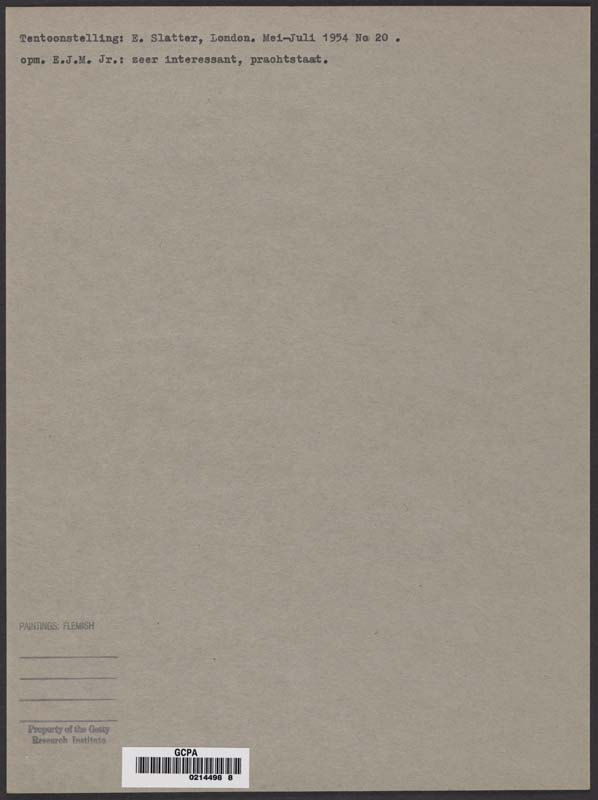 Tentoonstelling: E. Slatter, London. Mei-Juli 1954 No 20 .
opm. E.J.M. Jr.: zeer interessant, prachtstaat.
PAINTINGS: FLEMISH
Property of the Getty
Research Institute
GCPA
0214498 8